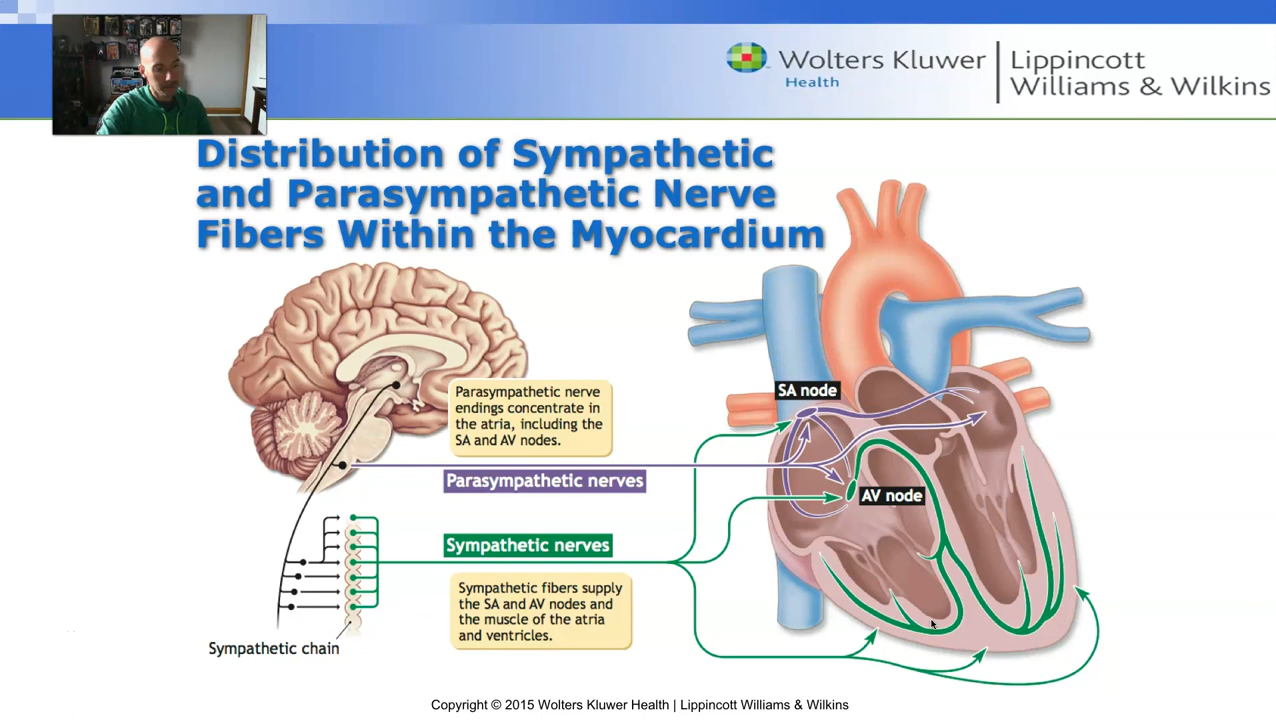 Wolters Kluwer
Health
Lippincott
Williams & Wilkins
Distribution of Sympathetic
and Parasympathetic Nerve
Fibers Within the Myocardium
SA node
Parasympathetic nerve
endings concentrate in
the atria, including the
SA and AV nodes.
Parasympathetic nerves
AV node
Sympathetic nerves
Sympathetic fibers supply
the SA and AV nodes and
the muscle of the atria
and ventricles.
Sympathetic chain
Copyright © 2015 Wolters Kluwer Health | Lippincott Williams & Wilkins